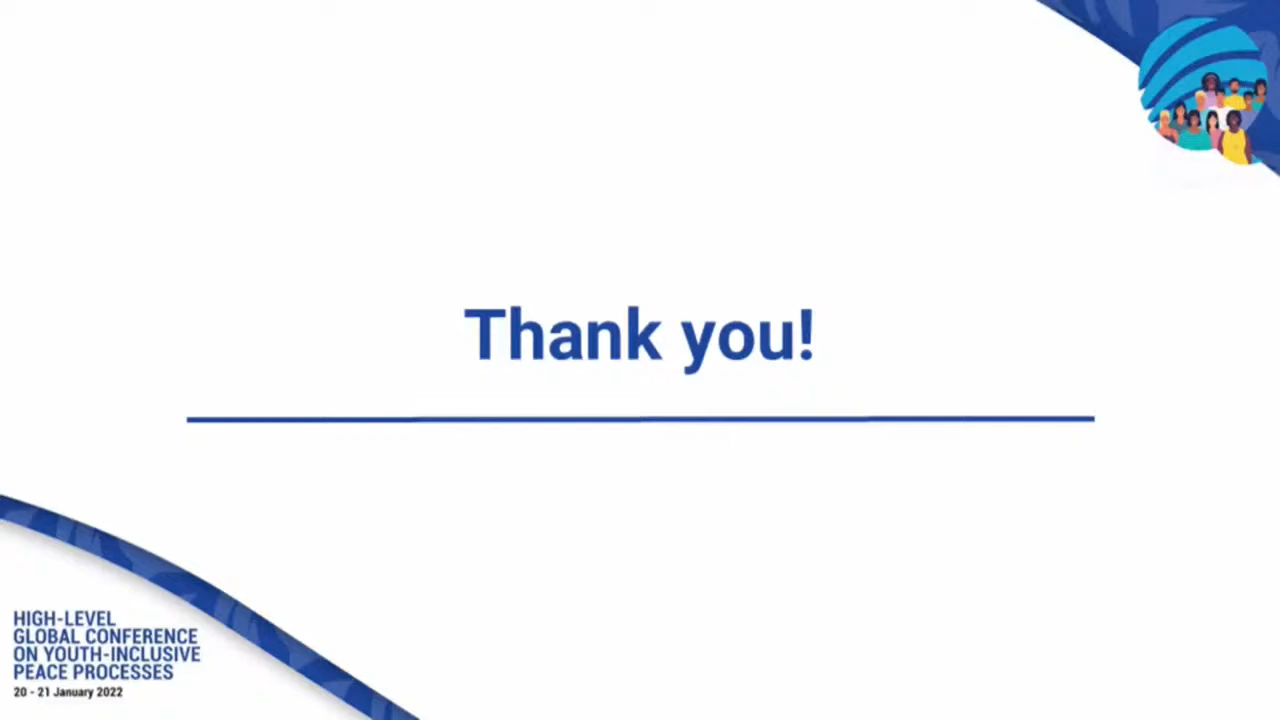 Thank you!
HIGH-LEVEL
GLOBAL CONFERENCE
ON YOUTH-INCLUSIVE
PEACE PROCESSES
20 - 21 January 2022